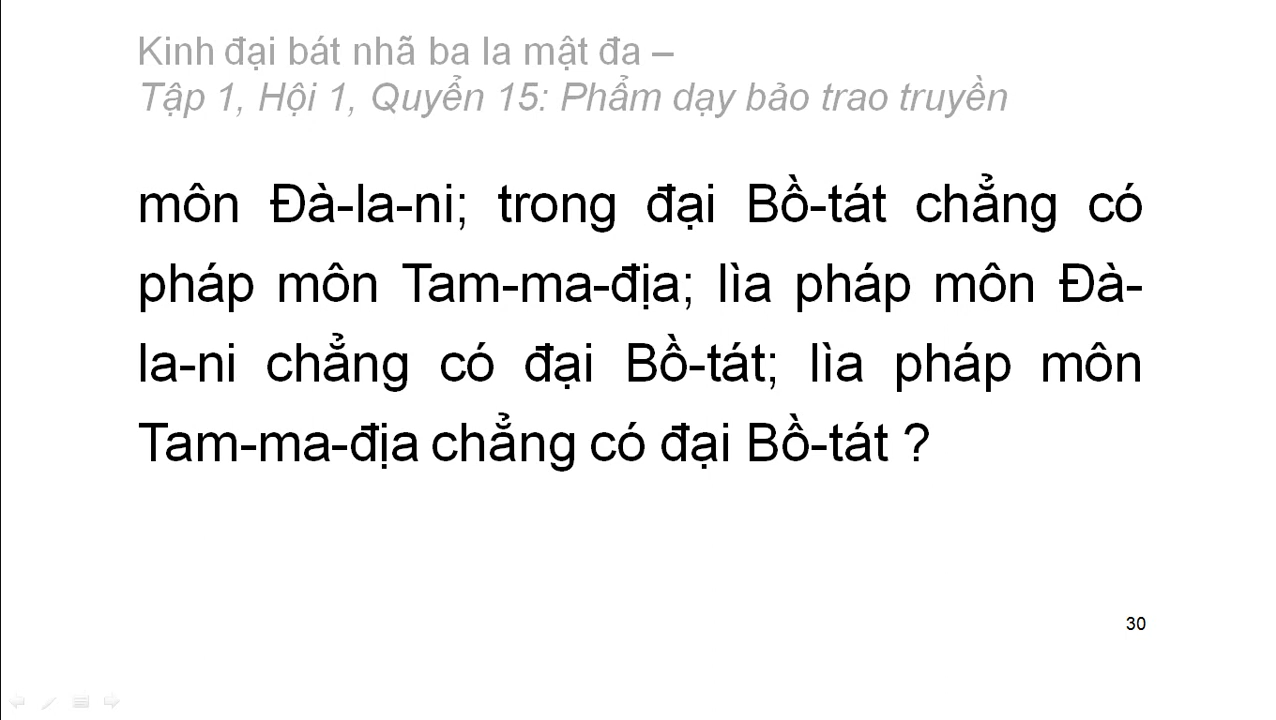 Kinh đại bát nhã ba la mật đa –
Tập 1, Hội 1, Quyển 15: Phẩm dạy bảo trao truyền
môn Đà-la-ni; trong đại Bồ-tát chẳng có
pháp môn Tam-ma-địa; lìa pháp môn Đà-
la-ni chẳng có đại Bồ-tát; lìa pháp môn
Tam-ma-địa chẳng có đại Bồ-tát ?
30